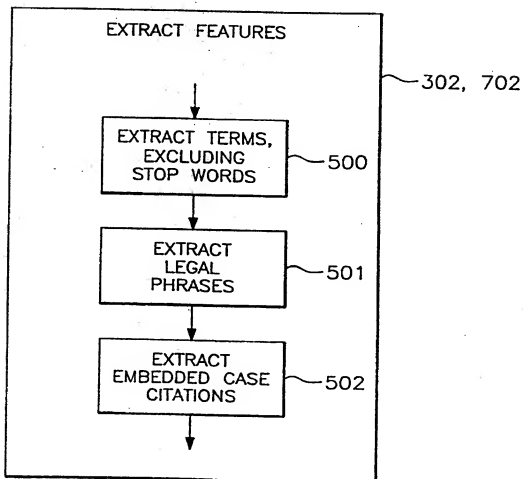 EXTRACT FEATURES
302, 702
EXTRACT TERMS,
EXCLUDING
STOP WORDS
500
EXTRACT
LEGAL
PHRASES
501
EXTRACT
EMBEDDED CASE
CITATIONS
502